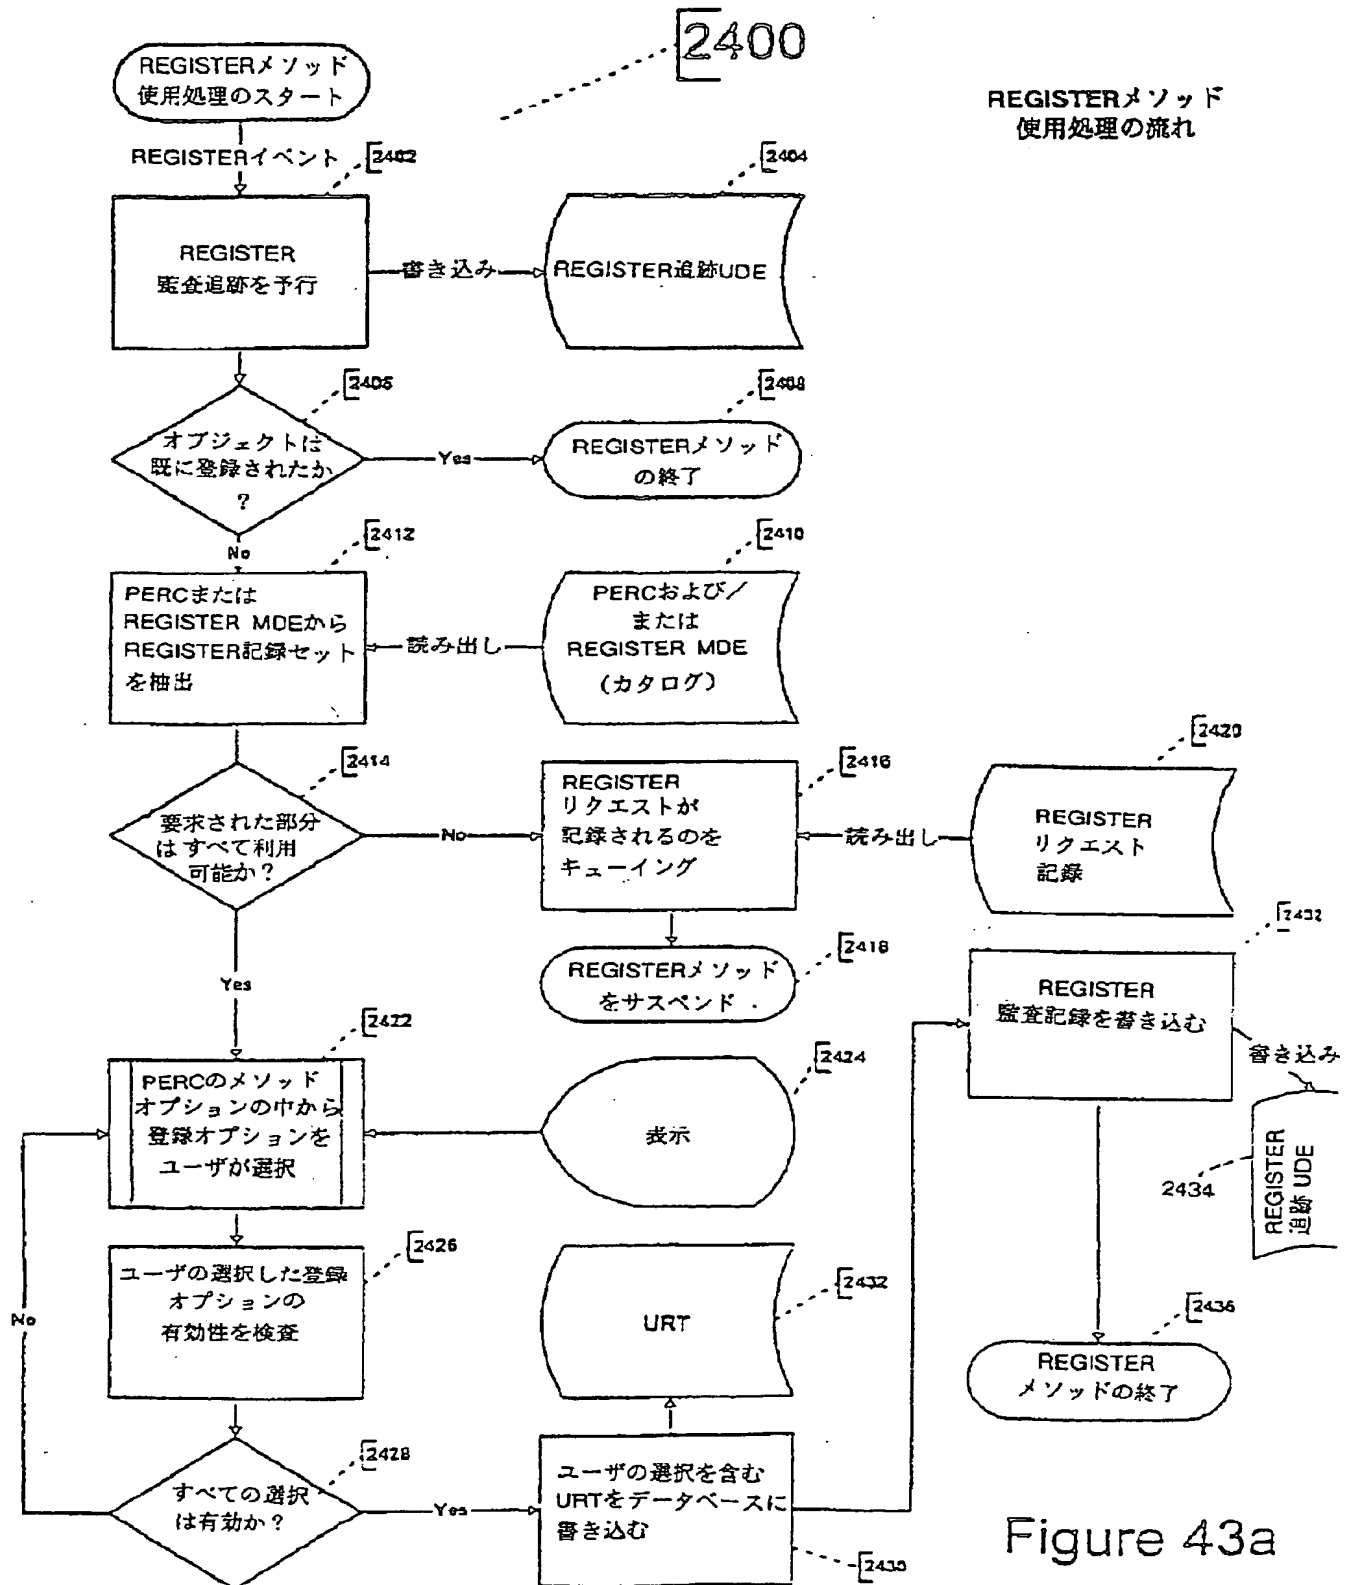 2400
REGISTERメソッド
使用処理のスタート
REGISTERメソッド
使用処理の流れ
REGISTERイベント
2402
2404
REGISTER
監査追跡を予行
書き込み
REGISTER追跡UDE
2406
2408
オブジェクトは
既に登録されたか
?
Yes
REGISTERメソッド
の終了
No
2412
2410
PERCまたは
REGISTER MDEから
REGISTER記録セット
を抽出
読み出し
PERCおよび/
または
REGISTER MDE
(カタログ)
2414
2416
2420
要求された部分
はすべて利用
可能か?
No
REGISTER
リクエストが
記録されるのを
キューイング
読み出し
REGISTER
リクエスト
記録
Yes
2418
REGISTERメソッド
をサスペンド
REGISTER
監査記録を書き込む
書き込み
2422
2424
PERCのメソッド
オプションの中から
登録オプションを
ユーザが選択
表示
2434
REGISTER
追跡 UDE
2426
2432
ユーザの選択した登録
オプションの
有効性を検査
URT
No
2436
REGISTER
メソッドの終了
2428
すべての選択
は有効か?
Yes
ユーザの選択を含む
URTをデータベースに
書き込む
2430
Figure 43a